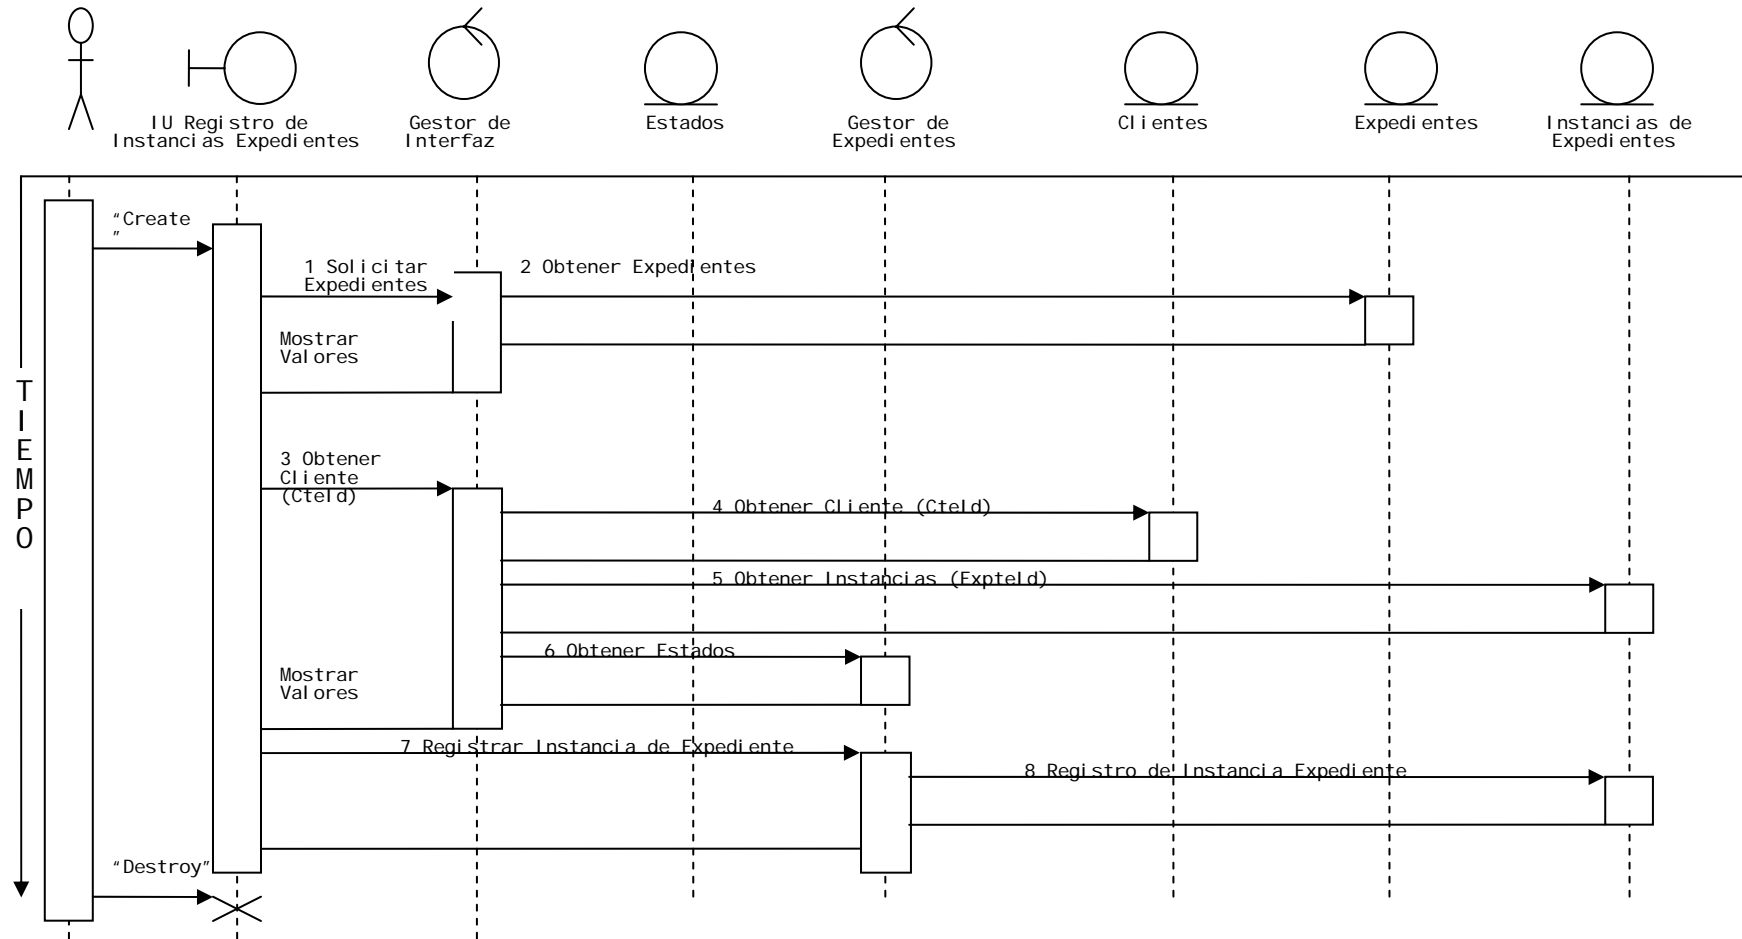 IU Registro de
Instancias Expedientes
Gestor de
Interfaz
Estados
Gestor de
Expedientes
Clientes
Expedientes
Instancias de
Expedientes
“Create
”
1 Solicitar
Expedientes
2 Obtener Expedientes
Mostrar
Valores
TIEMPO
3 Obtener
Cliente
(CteId)
4 Obtener Cliente (CteId)
5 Obtener Instancias (ExpteId)
6 Obtener Estados
Mostrar
Valores
7 Registrar Instancia de Expediente
8 Registro de Instancia Expediente
“Destroy”